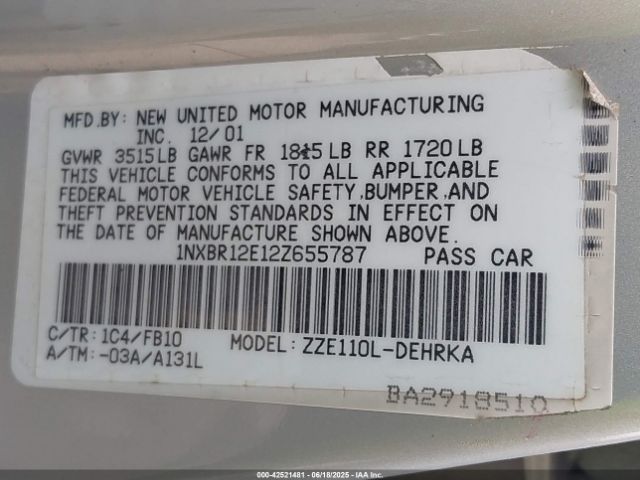 MFD.BY: NEW UNITED MOTOR MANUFACTURING
INC. 12/01
GVWR 3515LB GAWR FR 1845LB RR 1720LB
THIS VEHICLE CONFORMS TO ALL APPLICABLE
FEDERAL MOTOR VEHICLE SAFETY,BUMPER,AND
THEFT PREVENTION STANDARDS IN EFFECT ON
THE DATE OF MANUFACTURE SHOWN ABOVE.
1NXBR12E12Z655787 PASS CAR
C/TR: 1C4/FB10 MODEL: ZZE110L-DEHRKA
A/TM: -03A/A131L
BA2918510
000-42521481 - 06/18/2025 - IAA, Inc.